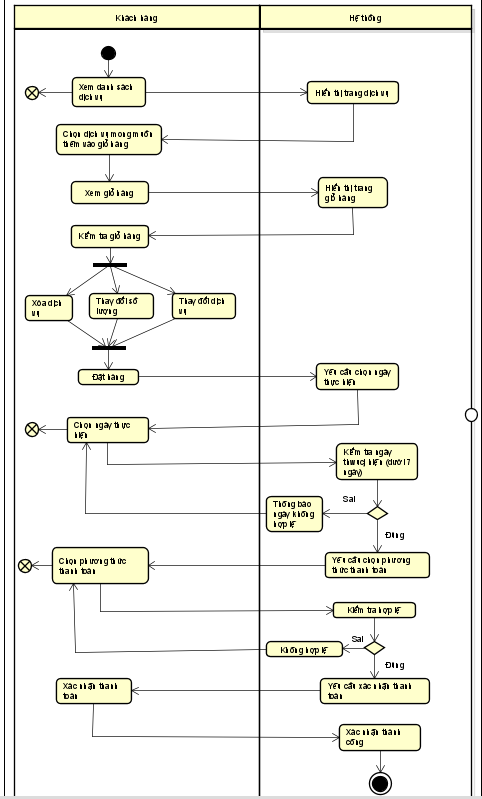 Khách hàng
Hệ thống
Xem danh sách
dịch vụ
Hiển thị trang dịch vụ
Chọn dịch vụ mong muốn
thêm vào giỏ hàng
Xem giỏ hàng
Hiển thị trang
giỏ hàng
Kiểm tra giỏ hàng
Xóa dịch
vụ
Thay đổi số
lượng
Thay đổi dịch
vụ
Đặt hàng
Yêu cầu chọn ngày
thực hiện
Chọn ngày thực
hiện
Kiểm tra ngày
thực hiện (dưới 7
ngày)
Sai
Thông báo
ngày không
hợp lệ
Đúng
Chọn phương thức
thanh toán
Yêu cầu chọn phương
thức thanh toán
Kiểm tra hợp lệ
Sai
Không hợp lệ
Đúng
Xác nhận thanh
toán
Yêu cầu xác nhận thanh
toán
Xác nhận thành
công